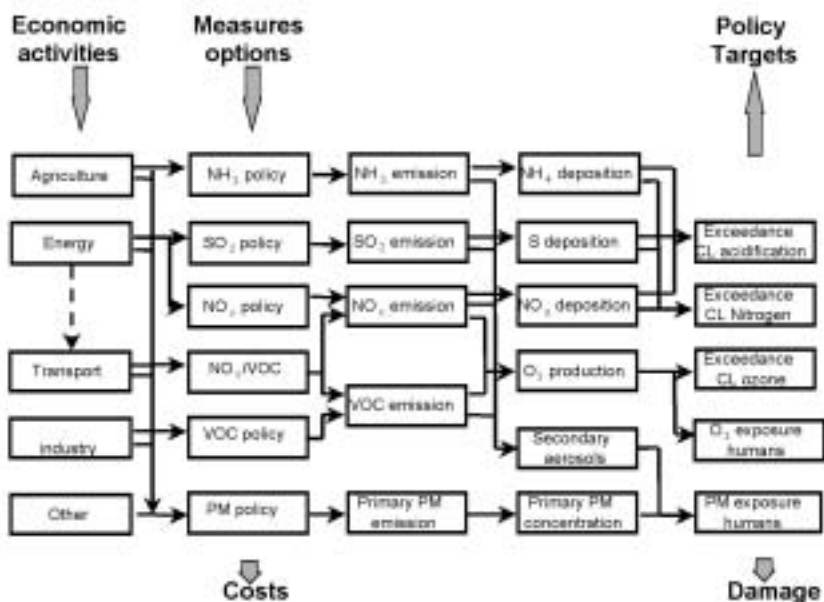 Economic
activities
Measures
options
Policy
Targets
Agriculture
NH₃ policy
NH₃ emission
NH₄ deposition
Energy
SO₂ policy
SO₂ emission
S deposition
Exceedance
CL acidification
NOₓ policy
NOₓ emission
NOₓ deposition
Exceedance
CL Nitrogen
Transport
NOₓ/VOC
O₃ production
Exceedance
CL ozone
VOC emission
industry
VOC policy
Secondary
aerosols
O₃ exposure
humans
Other
PM policy
Primary PM
emission
Primary PM
concentration
PM exposure
humans
Costs
Damage